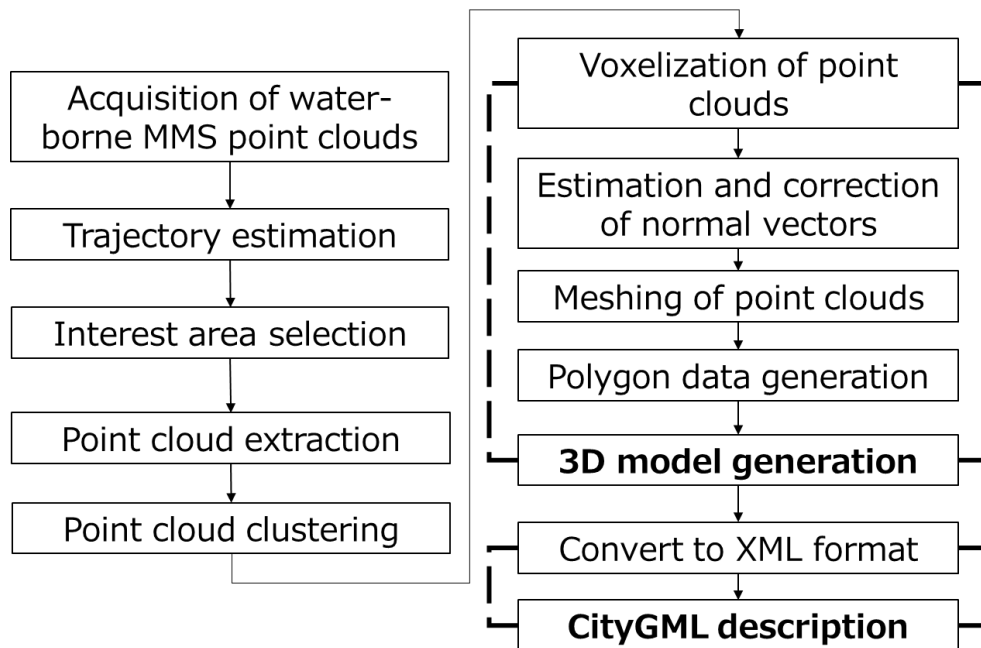 Acquisition of water-
borne MMS point clouds
Trajectory estimation
Interest area selection
Point cloud extraction
Point cloud clustering
Voxelization of point
clouds
Estimation and correction
of normal vectors
Meshing of point clouds
Polygon data generation
3D model generation
Convert to XML format
CityGML description